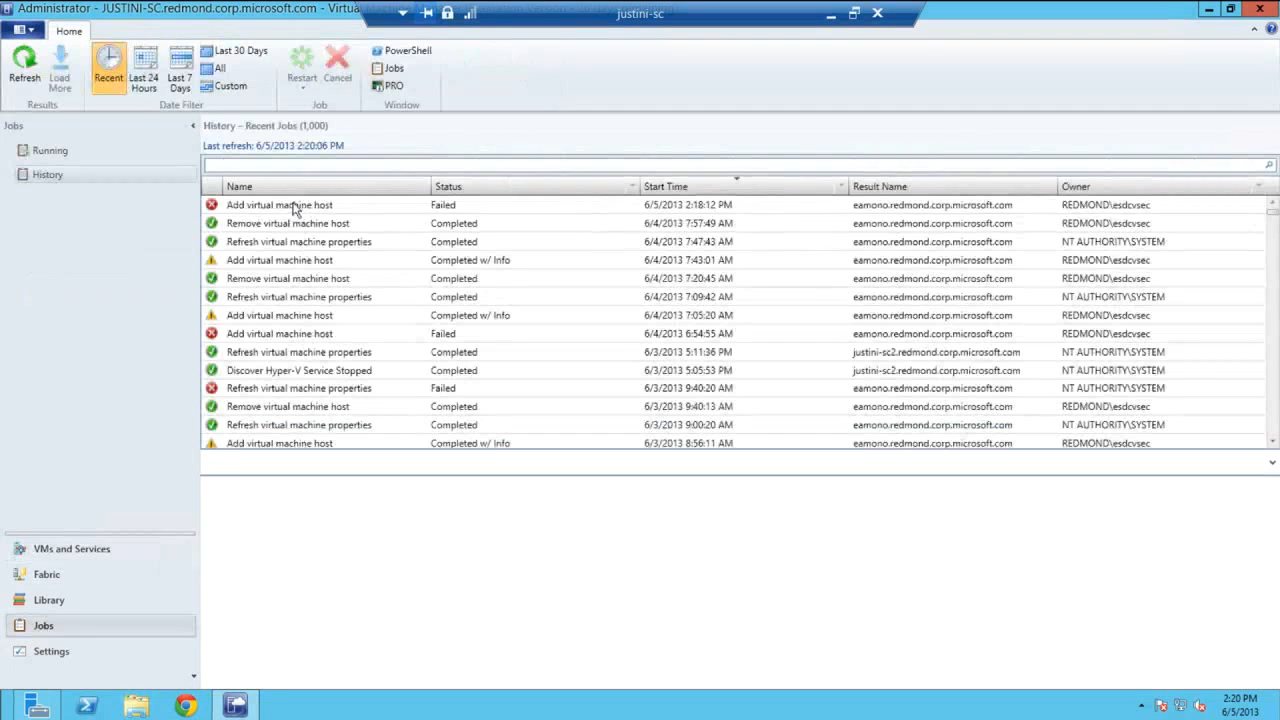 Administrator - JUSTINI-SC.redmond.corp.microsoft.com - Virtual
justini-sc
Home
Refresh
Load More
Results
Recent
Last 24 Hours
Last 7 Days
Last 30 Days
All
Custom
Date Filter
Restart
Cancel
Job
PowerShell
Jobs
PRO
Window
Jobs
Running
History
History – Recent Jobs (1,000)
Last refresh: 6/5/2013 2:20:06 PM
Name Status Start Time Result Name Owner
Add virtual machine host Failed 6/5/2013 2:18:12 PM eamono.redmond.corp.microsoft.com REDMOND\esdcvsec
Remove virtual machine host Completed 6/4/2013 7:57:49 AM eamono.redmond.corp.microsoft.com REDMOND\esdcvsec
Refresh virtual machine properties Completed 6/4/2013 7:47:43 AM eamono.redmond.corp.microsoft.com NT AUTHORITY\SYSTEM
Add virtual machine host Completed w/ Info 6/4/2013 7:43:01 AM eamono.redmond.corp.microsoft.com REDMOND\esdcvsec
Remove virtual machine host Completed 6/4/2013 7:20:45 AM eamono.redmond.corp.microsoft.com REDMOND\esdcvsec
Refresh virtual machine properties Completed 6/4/2013 7:09:42 AM eamono.redmond.corp.microsoft.com NT AUTHORITY\SYSTEM
Add virtual machine host Completed w/ Info 6/4/2013 7:05:20 AM eamono.redmond.corp.microsoft.com REDMOND\esdcvsec
Add virtual machine host Failed 6/4/2013 6:54:55 AM eamono.redmond.corp.microsoft.com REDMOND\esdcvsec
Refresh virtual machine properties Completed 6/3/2013 5:11:36 PM justini-sc2.redmond.corp.microsoft.com NT AUTHORITY\SYSTEM
Discover Hyper-V Service Stopped Completed 6/3/2013 5:05:53 PM justini-sc2.redmond.corp.microsoft.com NT AUTHORITY\SYSTEM
Refresh virtual machine properties Failed 6/3/2013 9:40:20 AM eamono.redmond.corp.microsoft.com NT AUTHORITY\SYSTEM
Remove virtual machine host Completed 6/3/2013 9:40:13 AM eamono.redmond.corp.microsoft.com REDMOND\esdcvsec
Refresh virtual machine properties Completed 6/3/2013 9:00:20 AM eamono.redmond.corp.microsoft.com NT AUTHORITY\SYSTEM
Add virtual machine host Completed w/ Info 6/3/2013 8:56:11 AM eamono.redmond.corp.microsoft.com REDMOND\esdcvsec
VMs and Services
Fabric
Library
Jobs
Settings
2:20 PM
6/5/2013